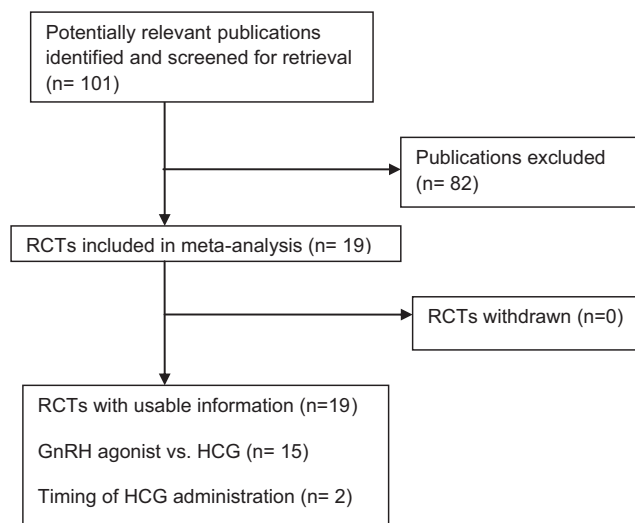 Potentially relevant publications
identified and screened for retrieval
(n= 101)
Publications excluded
(n= 82)
RCTs included in meta-analysis (n= 19)
RCTs withdrawn (n=0)
RCTs with usable information (n=19)
GnRH agonist vs. HCG (n= 15)
Timing of HCG administration (n= 2)